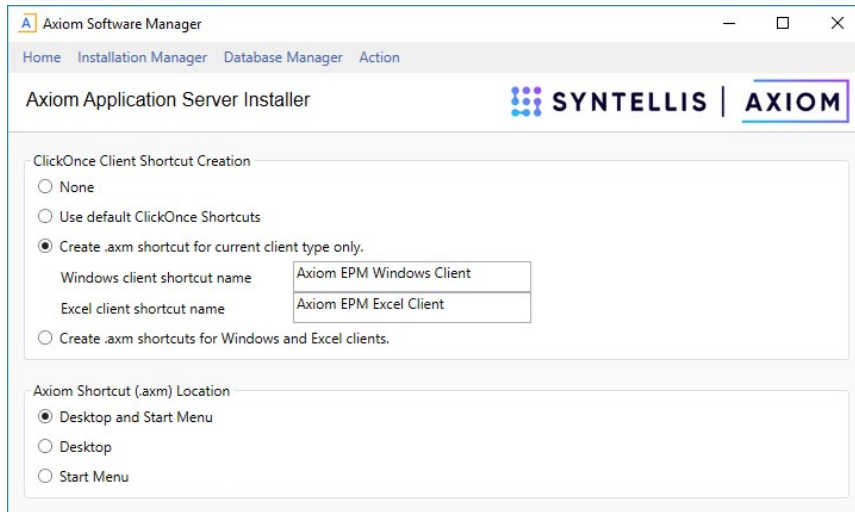 A Axiom Software Manager
Home Installation Manager Database Manager Action
Axiom Application Server Installer
SYNTELLIS | AXIOM
ClickOnce Client Shortcut Creation
None
Use default ClickOnce Shortcuts
Create .axm shortcut for current client type only.
Windows client shortcut name Axiom EPM Windows Client
Excel client shortcut name Axiom EPM Excel Client
Create .axm shortcuts for Windows and Excel clients.
Axiom Shortcut (.axm) Location
Desktop and Start Menu
Desktop
Start Menu